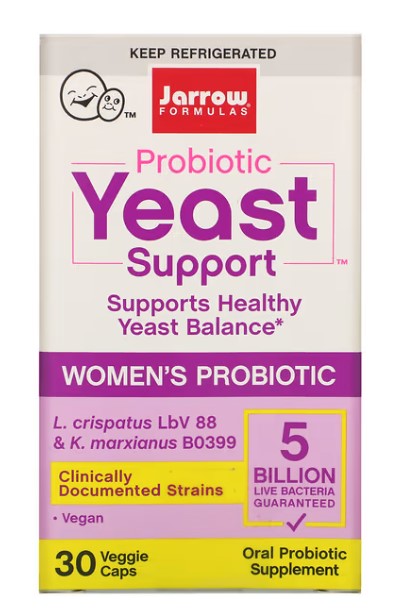 KEEP REFRIGERATED
TM
Jarrow
FORMULAS®
Probiotic
Yeast
Support
TM
Supports Healthy
Yeast Balance*
WOMEN'S PROBIOTIC
L. crispatus LbV 88
& K. marxianus B0399
5
BILLION
LIVE BACTERIA
GUARANTEED
Clinically
Documented Strains
• Vegan
30 Veggie
Caps
Oral Probiotic
Supplement